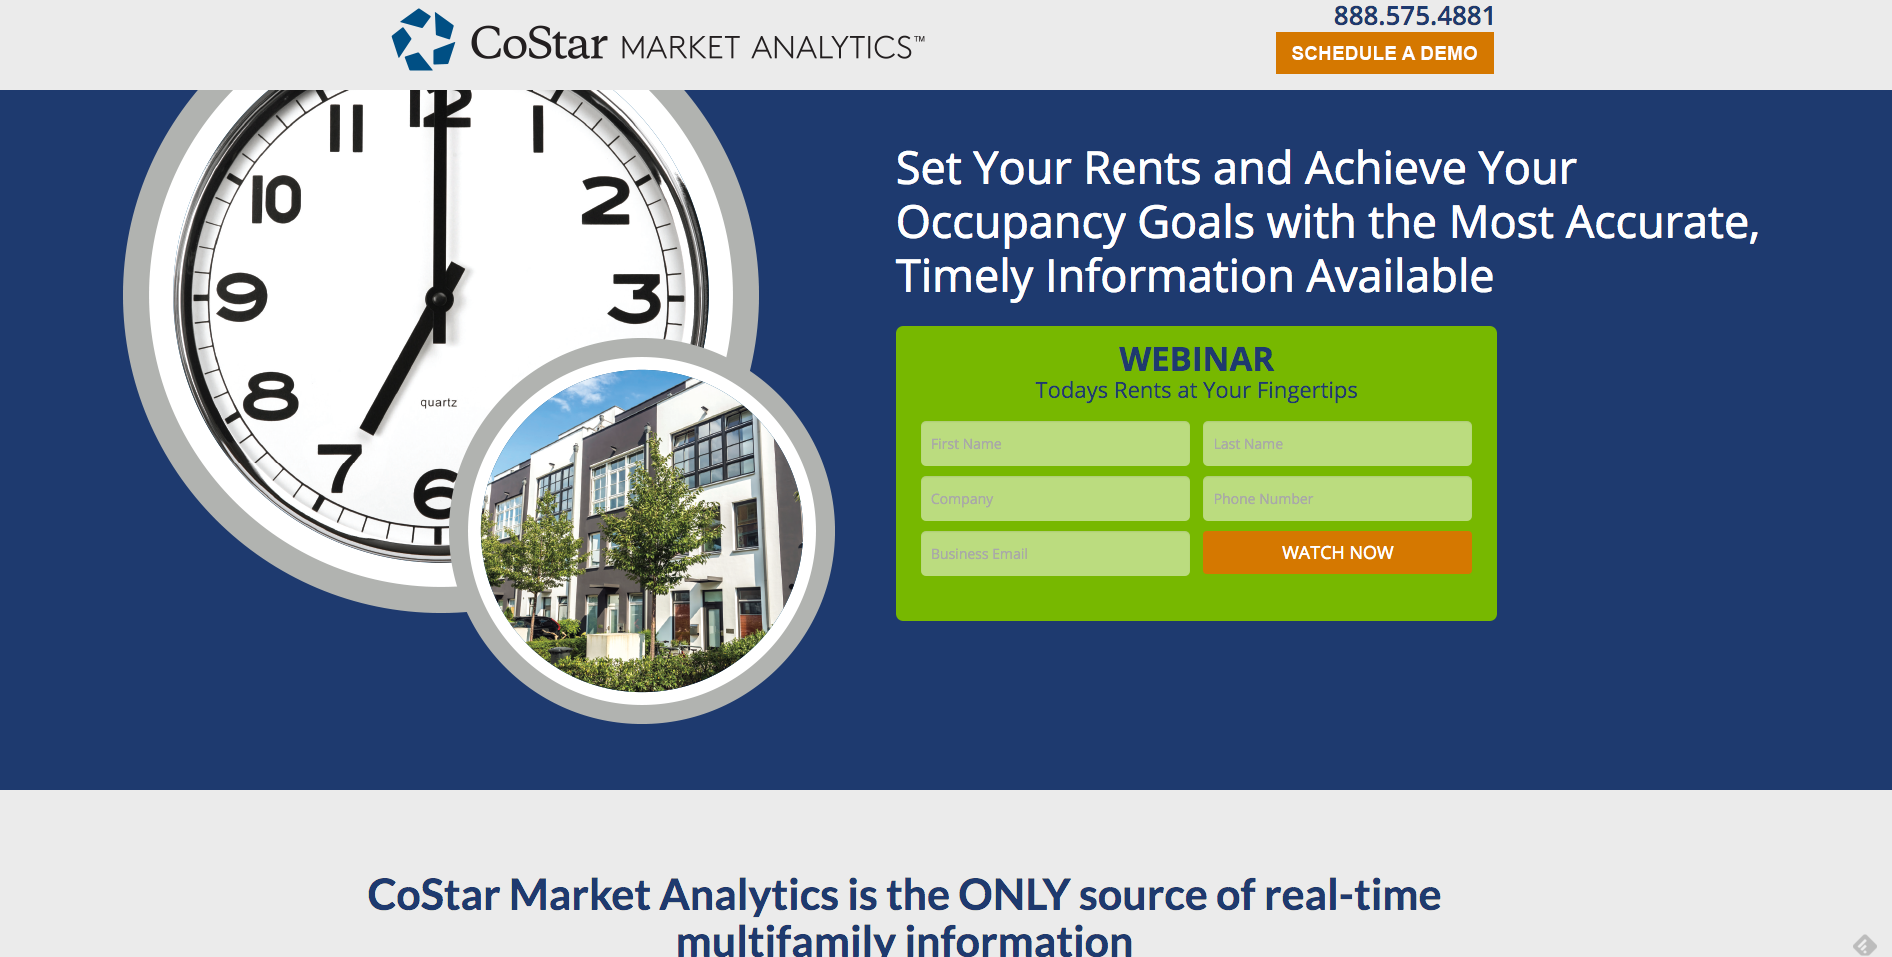 CoStar MARKET ANALYTICS™
888.575.4881
SCHEDULE A DEMO
11
12
1
10
2
9
3
8
quartz
7
6
Set Your Rents and Achieve Your
Occupancy Goals with the Most Accurate,
Timely Information Available
WEBINAR
Todays Rents at Your Fingertips
First Name
Last Name
Company
Phone Number
Business Email
WATCH NOW
CoStar Market Analytics is the ONLY source of real-time
multifamily information